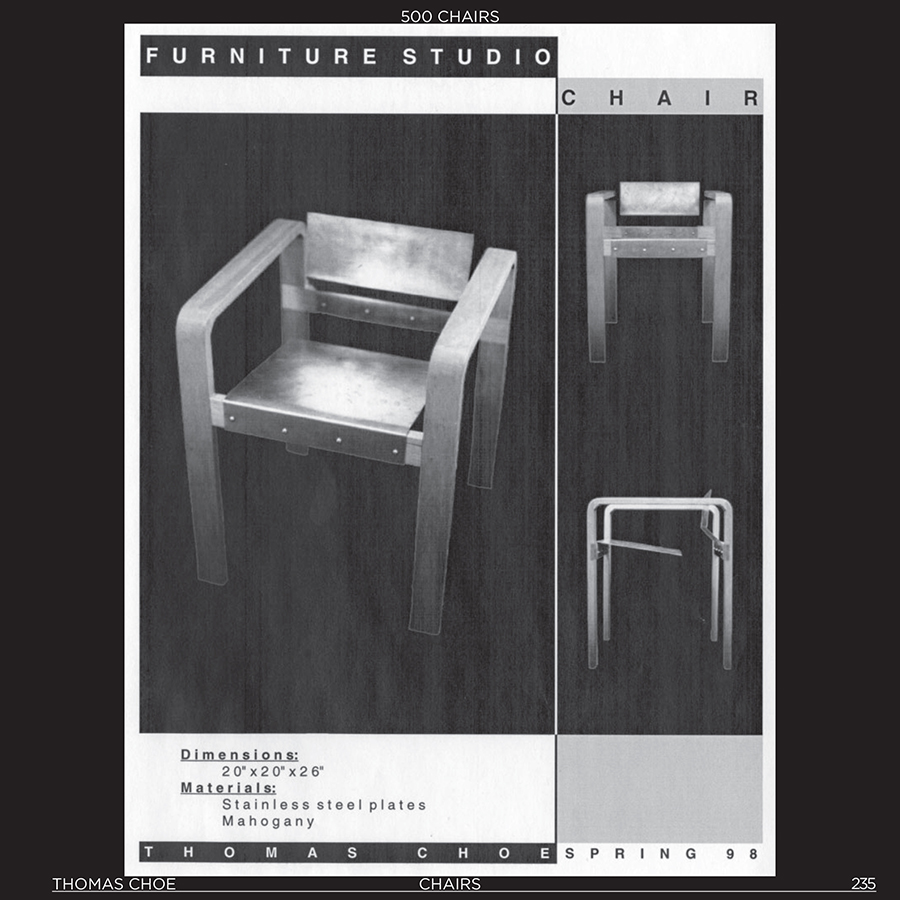 500 CHAIRS
FURNITURE STUDIO
CHAIR
Dimensions:
20"x20"x26"
Materials:
Stainless steel plates
Mahogany
THOMAS CHOE
SPRING 98
THOMAS CHOE
CHAIRS
235